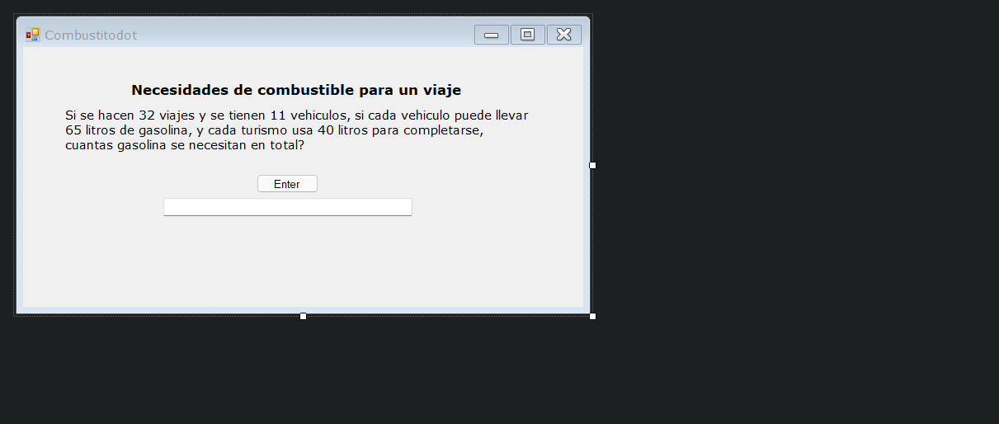 Combustitodot
Necesidades de combustible para un viaje
Si se hacen 32 viajes y se tienen 11 vehiculos, si cada vehiculo puede llevar
65 litros de gasolina, y cada turismo usa 40 litros para completarse,
cuantas gasolina se necesitan en total?
Enter